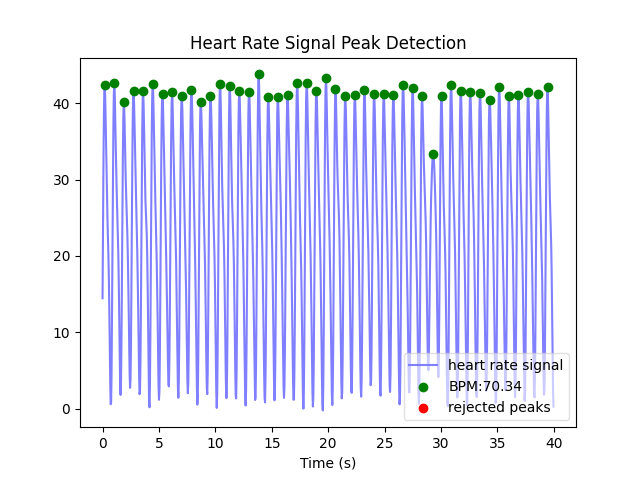 Heart Rate Signal Peak Detection
40
30
20
10
0
heart rate signal
BPM:70.34
rejected peaks
0 5 10 15 20 25 30 35 40
Time (s)